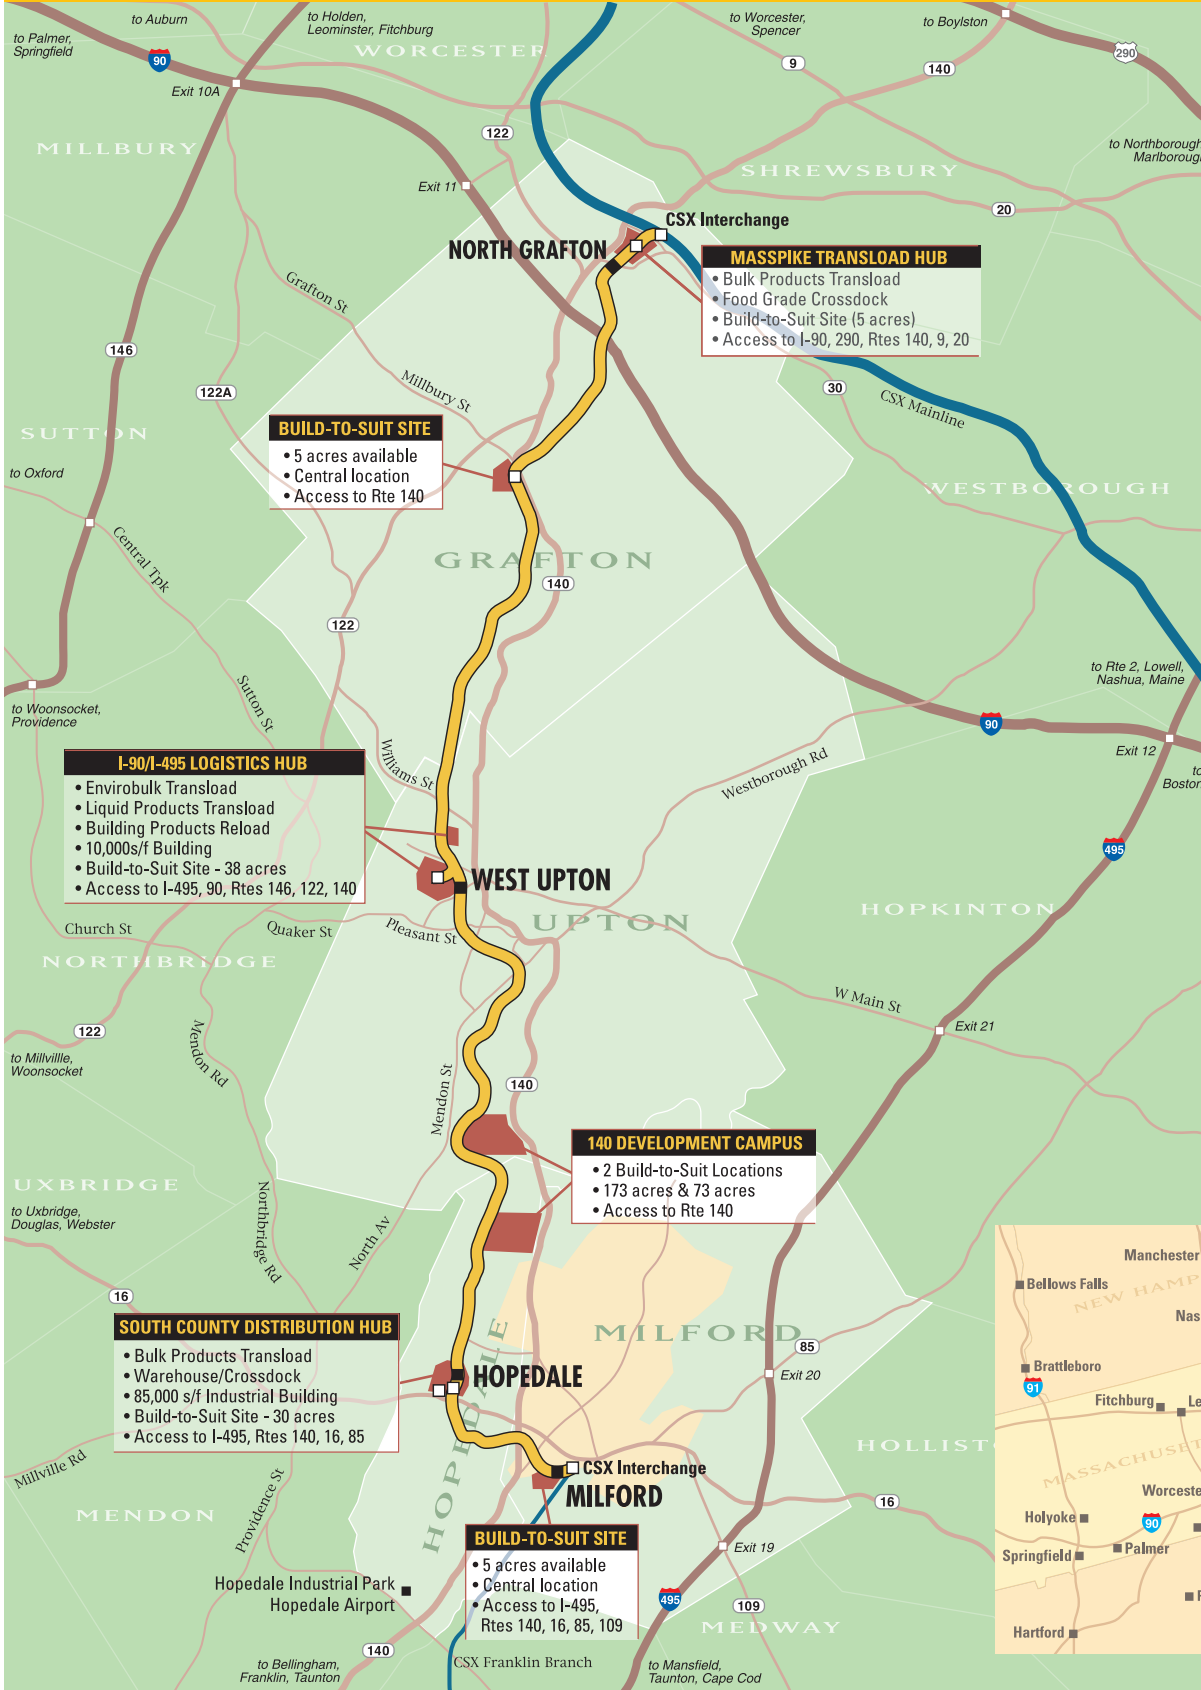 to Palmer,
Springfield
to Auburn
to Holden,
Leominster, Fitchburg
to Worcester,
Spencer
to Boylston
WORCESTER
90
9
140
290
Exit 10A
122
MILLBURY
to Northborough
Marlborough
SHREWSBURY
Exit 11
20
CSX Interchange
NORTH GRAFTON
MASSPIKE TRANSLOAD HUB
• Bulk Products Transload
• Food Grade Crossdock
• Build-to-Suit Site (5 acres)
• Access to I-90, 290, Rtes 140, 9, 20
Grafton St
146
122A
Millbury St
30
CSX Mainline
SUTTON
BUILD-TO-SUIT SITE
• 5 acres available
• Central location
• Access to Rte 140
to Oxford
WESTBOROUGH
Central Tpk
GRAFTON
140
122
to Rte 2, Lowell,
Nashua, Maine
Sutton St
to Woonsocket,
Providence
90
Exit 12
to
Boston
Williams St
Westborough Rd
I-90/I-495 LOGISTICS HUB
• Envirobulk Transload
• Liquid Products Transload
• Building Products Reload
• 10,000s/f Building
• Build-to-Suit Site - 38 acres
• Access to I-495, 90, Rtes 146, 122, 140
495
WEST UPTON
HOPKINTON
Church St
Quaker St
Pleasant St
UPTON
NORTHBRIDGE
W Main St
122
Exit 21
to Millvillle,
Woonsocket
Mendon Rd
Mendon St
140
140 DEVELOPMENT CAMPUS
• 2 Build-to-Suit Locations
• 173 acres & 73 acres
• Access to Rte 140
UXBRIDGE
to Uxbridge,
Douglas, Webster
Northbridge Rd
North Av
16
Manchester
Bellows Falls
NEW HAMP
Nas
SOUTH COUNTY DISTRIBUTION HUB
• Bulk Products Transload
• Warehouse/Crossdock
• 85,000 s/f Industrial Building
• Build-to-Suit Site - 30 acres
• Access to I-495, Rtes 140, 16, 85
MILFORD
85
Exit 20
HOPEDALE
HOPEDALE
Brattleboro
91
Fitchburg
Le
HOLLIST
MASSACHUSET
Millville Rd
CSX Interchange
MILFORD
Worceste
16
Holyoke
90
MENDON
Providence St
BUILD-TO-SUIT SITE
• 5 acres available
• Central location
• Access to I-495,
Rtes 140, 16, 85, 109
Exit 19
Springfield
Palmer
Hopedale Industrial Park
Hopedale Airport
495
109
MEDWAY
Hartford
140
to Bellingham,
Franklin, Taunton
CSX Franklin Branch
to Mansfield,
Taunton, Cape Cod